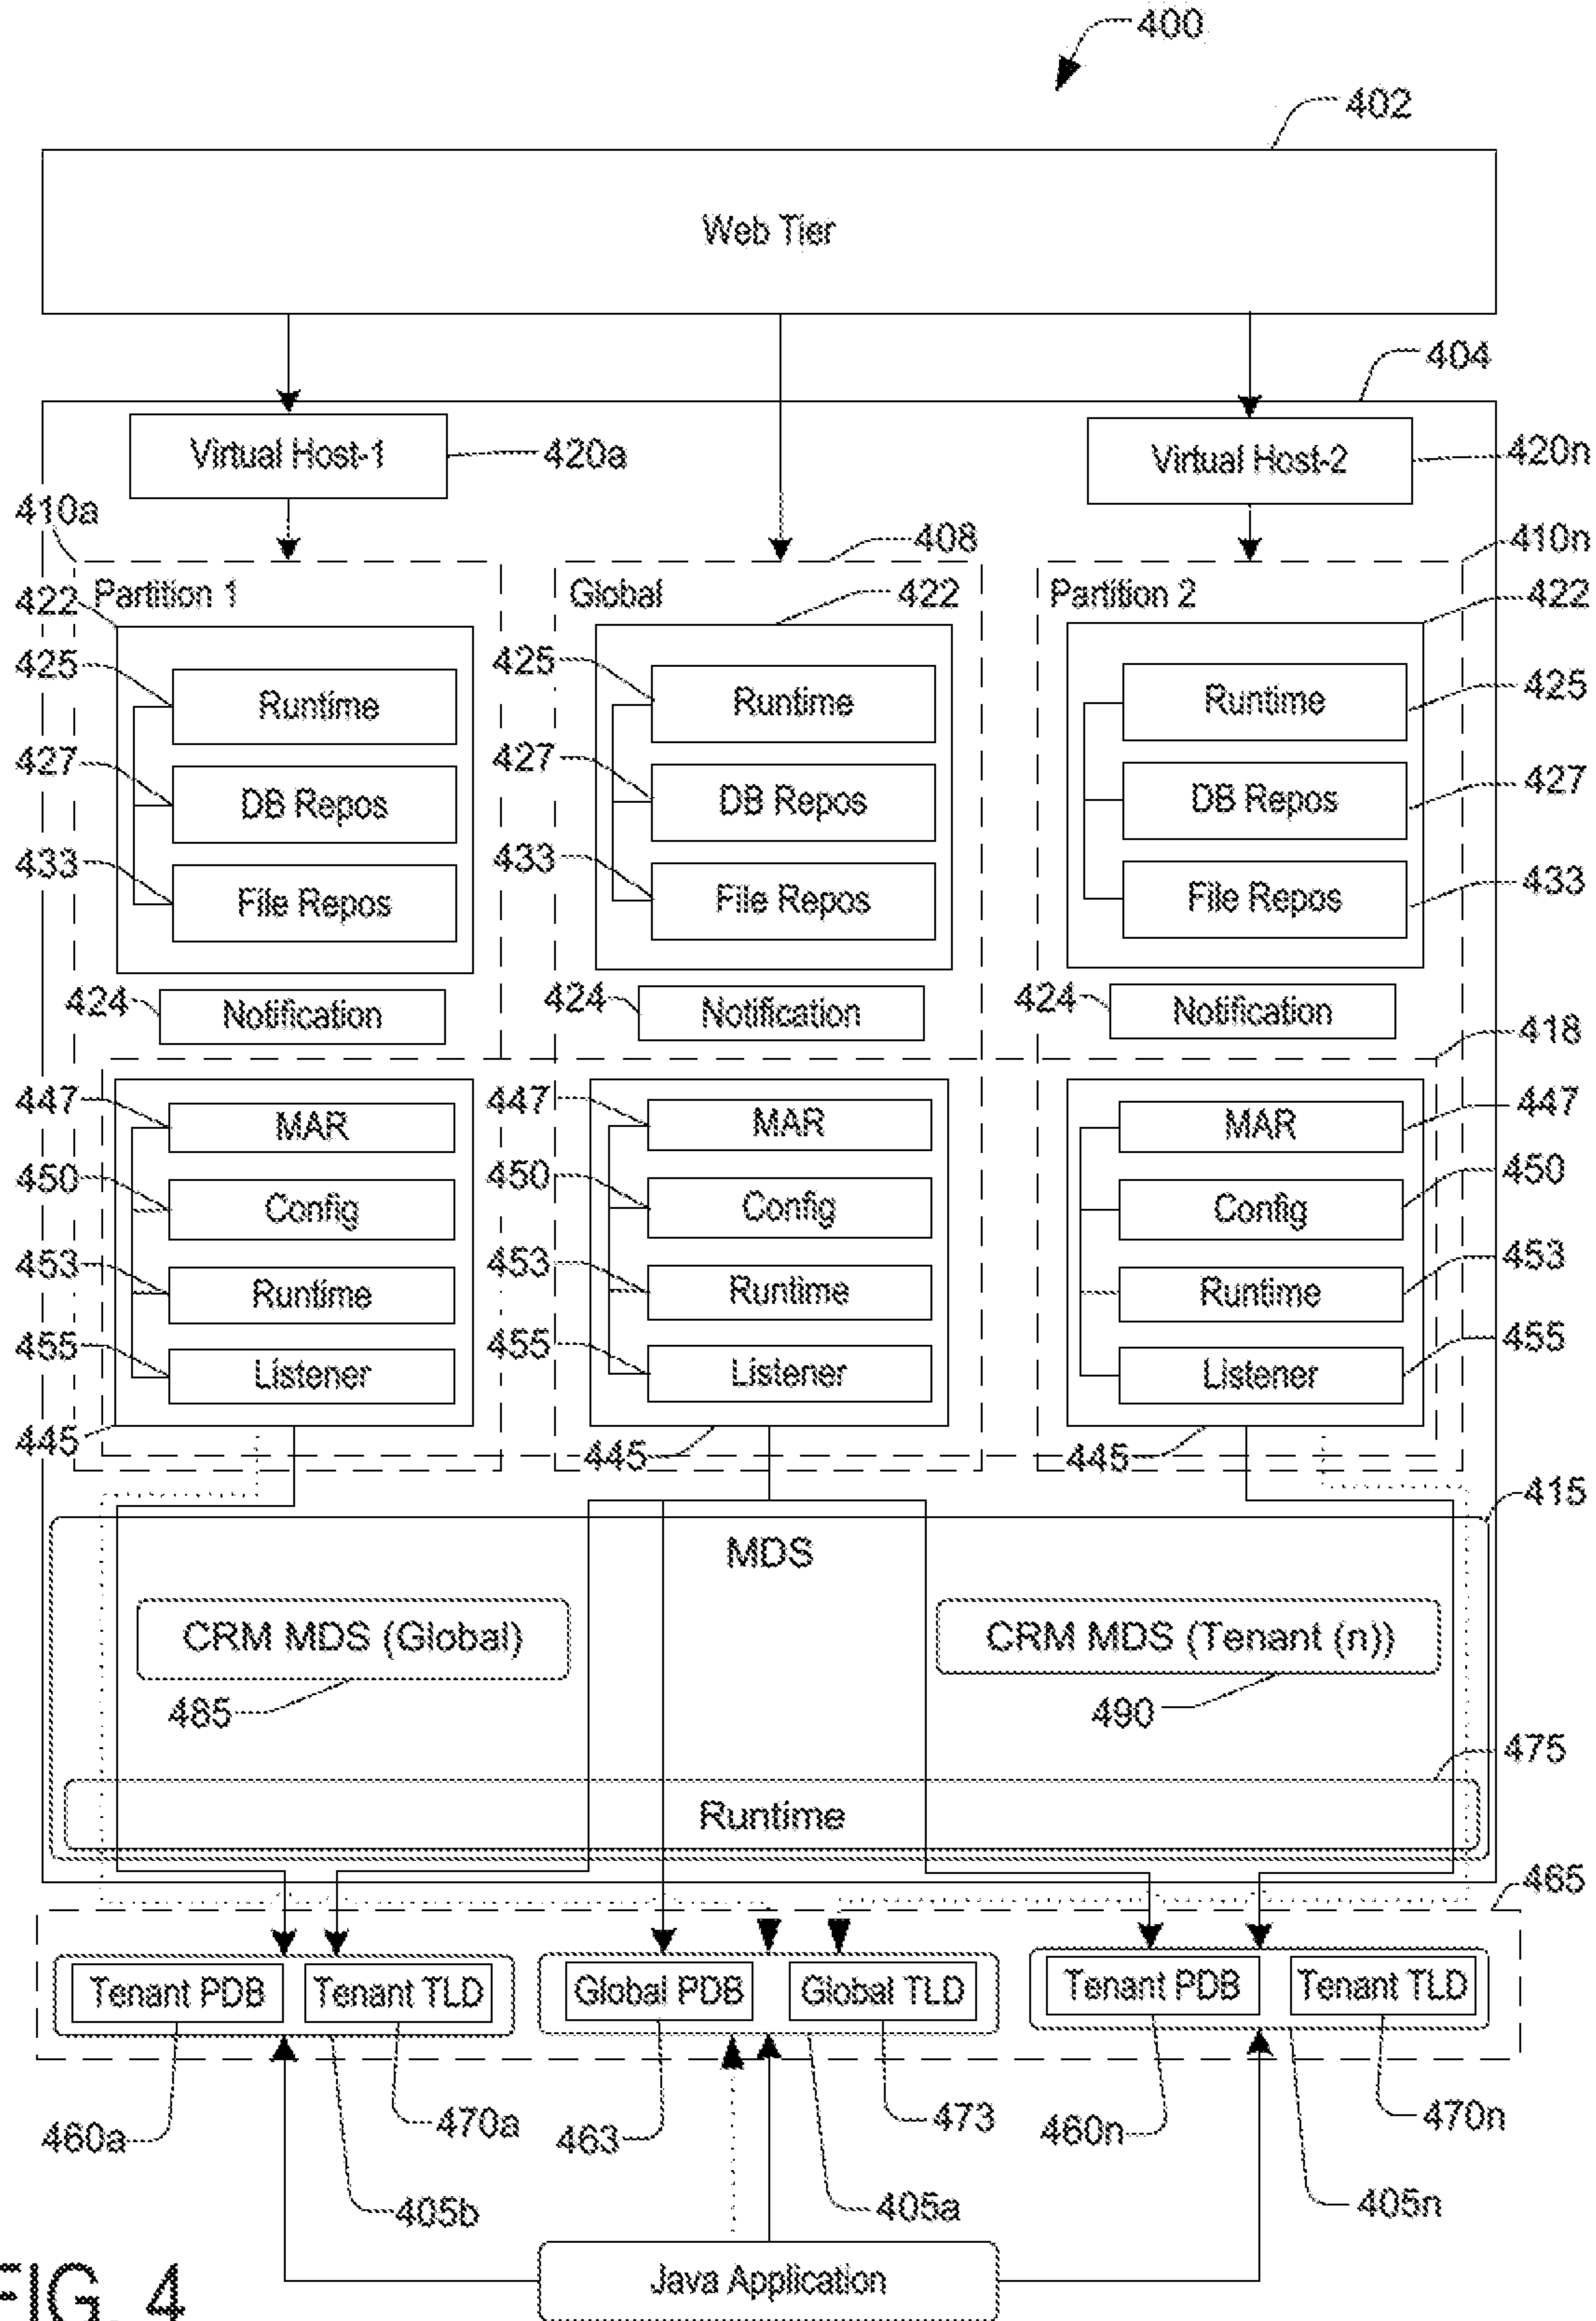 400
402
Web Tier
404
Virtual Host-1
420a
Virtual Host-2
420n
410a
408
410n
Partition 1
Global
Partition 2
422
422
422
425
Runtime
425
Runtime
Runtime
425
427
DB Repos
427
DB Repos
DB Repos
427
433
File Repos
433
File Repos
File Repos
433
424
Notification
424
Notification
424
Notification
418
447
MAR
447
MAR
MAR
447
450
Config
450
Config
Config
450
453
Runtime
453
Runtime
Runtime
453
455
Listener
455
Listener
Listener
455
445
445
445
415
MDS
CRM MDS (Global)
CRM MDS (Tenant (n))
485
490
475
Runtime
465
Tenant PDB
Tenant TLD
Global PDB
Global TLD
Tenant PDB
Tenant TLD
460a
470a
463
473
460n
470n
405b
405a
405n
Java Application
FIG. 4